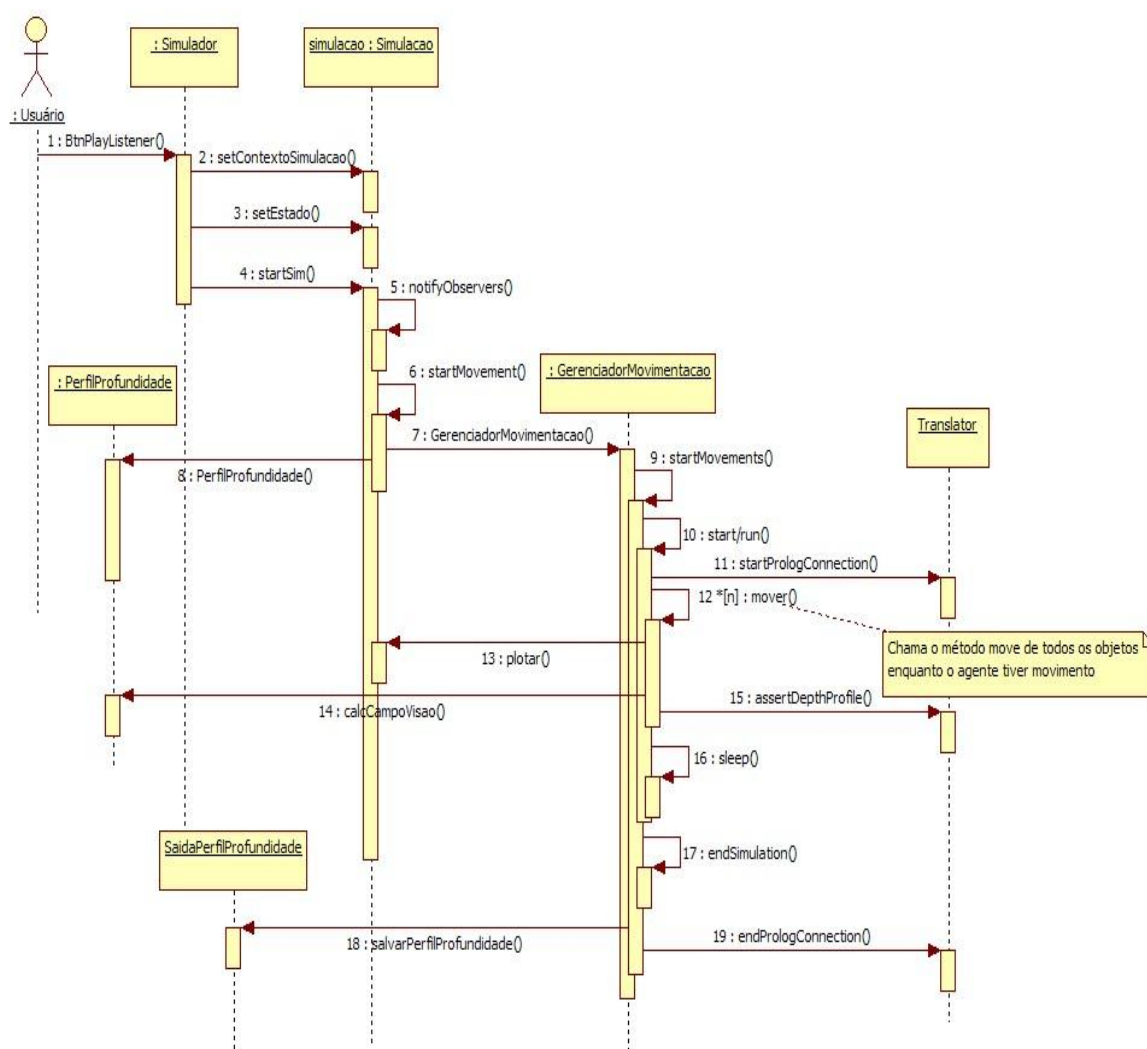 : Simulador
simulacao : Simulacao
: Usuário
1 : BtnPlayListener()
2 : setContextoSimulacao()
3 : setEstado()
4 : startSim()
5 : notifyObservers()
6 : startMovement()
: PerfilProfundidade
: GerenciadorMovimentacao
Translator
7 : GerenciadorMovimentacao()
8 : PerfilProfundidade()
9 : startMovements()
10 : start/run()
11 : startPrologConnection()
12 *[n] : mover()
Chama o método move de todos os objetos
enquanto o agente tiver movimento
13 : plotar()
14 : calcCampoVisao()
15 : assertDepthProfile()
16 : sleep()
SaidaPerfilProfundidade
17 : endSimulation()
18 : salvarPerfilProfundidade()
19 : endPrologConnection()